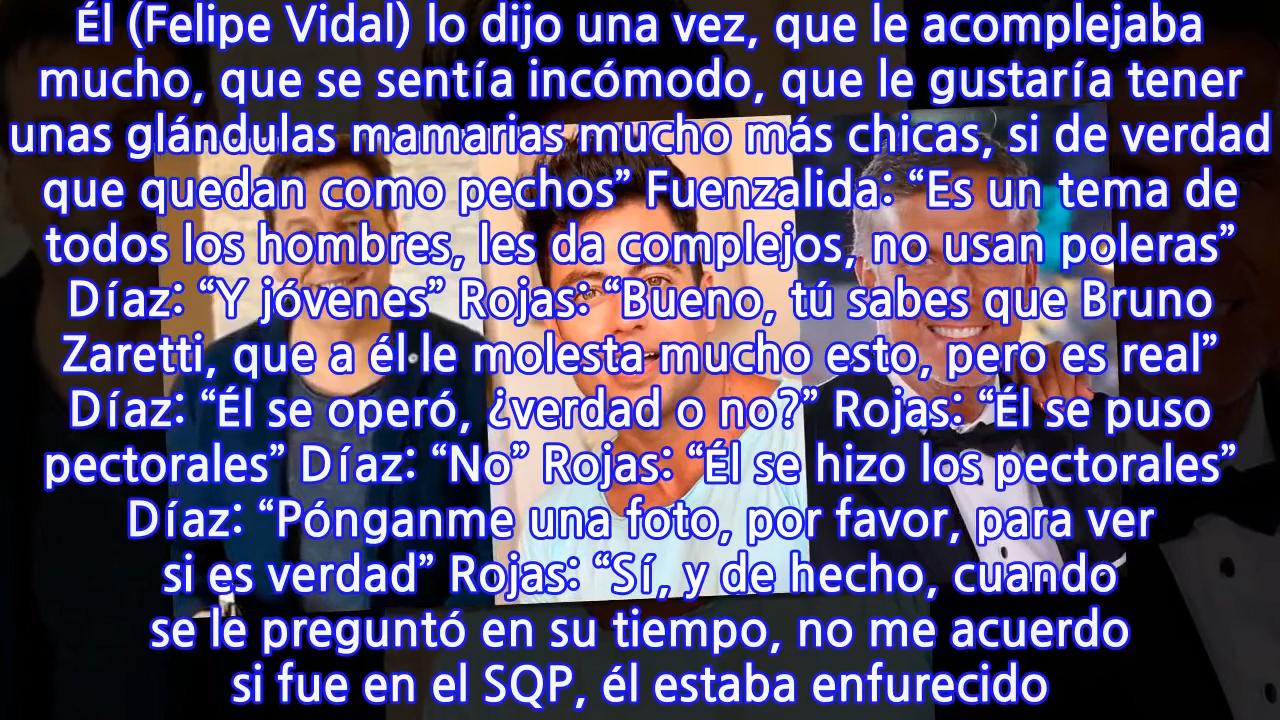 Él (Felipe Vidal) lo dijo una vez, que le acomplejaba
mucho, que se sentía incómodo, que le gustaría tener
unas glándulas mamarias mucho más chicas, si de verdad
que quedan como pechos” Fuenzalida: “Es un tema de
todos los hombres, les da complejos, no usan poleras”
Díaz: “Y jóvenes” Rojas: “Bueno, tú sabes que Bruno
Zaretti, que a él le molesta mucho esto, pero es real”
Díaz: “Él se operó, ¿verdad o no?” Rojas: “Él se puso
pectorales” Díaz: “No” Rojas: “Él se hizo los pectorales”
Díaz: “Pónganme una foto, por favor, para ver
si es verdad” Rojas: “Sí, y de hecho, cuando
se le preguntó en su tiempo, no me acuerdo
si fue en el SQP, él estaba enfurecido